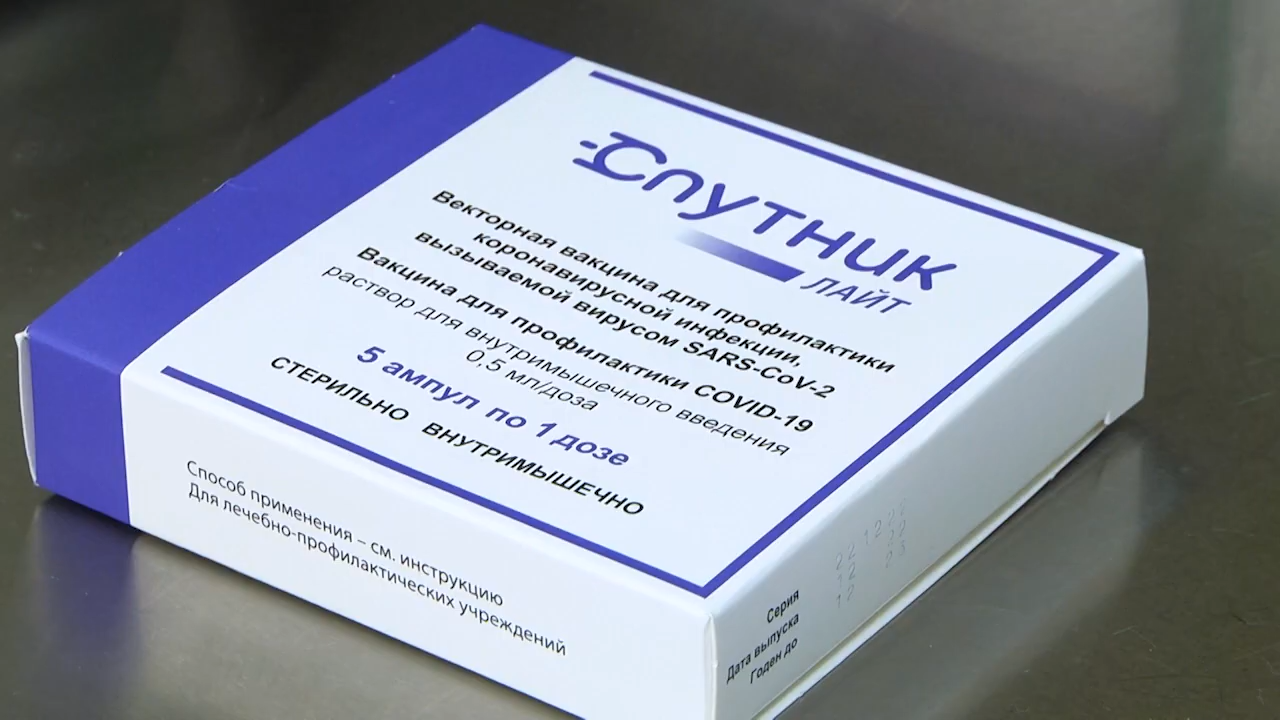 Спутник
ЛАЙТ
Векторная вакцина для профилактики
коронавирусной инфекции,
вызываемой вирусом SARS-CoV-2
Вакцина для профилактики COVID-19
раствор для внутримышечного введения
0,5 мл/доза
5 ампул по 1 дозе
СТЕРИЛЬНО ВНУТРИМЫШЕЧНО
Способ применения – см. инструкцию
Для лечебно-профилактических учреждений
Серия
Дата выпуска
Годен до